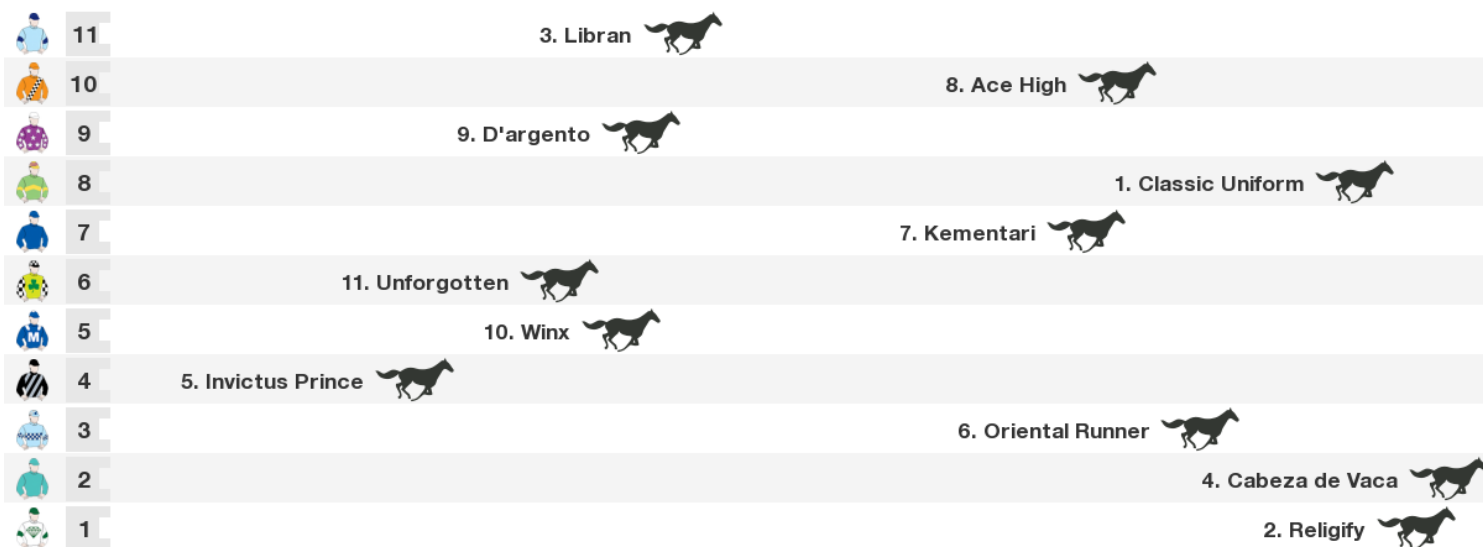 11 3. Libran
10 8. Ace High
9 9. D'argento
8 1. Classic Uniform
7 7. Kementari
6 11. Unforgotten
5 10. Winx
M
4 5. Invictus Prince
3 6. Oriental Runner
2 4. Cabeza de Vaca
1 2. Religify